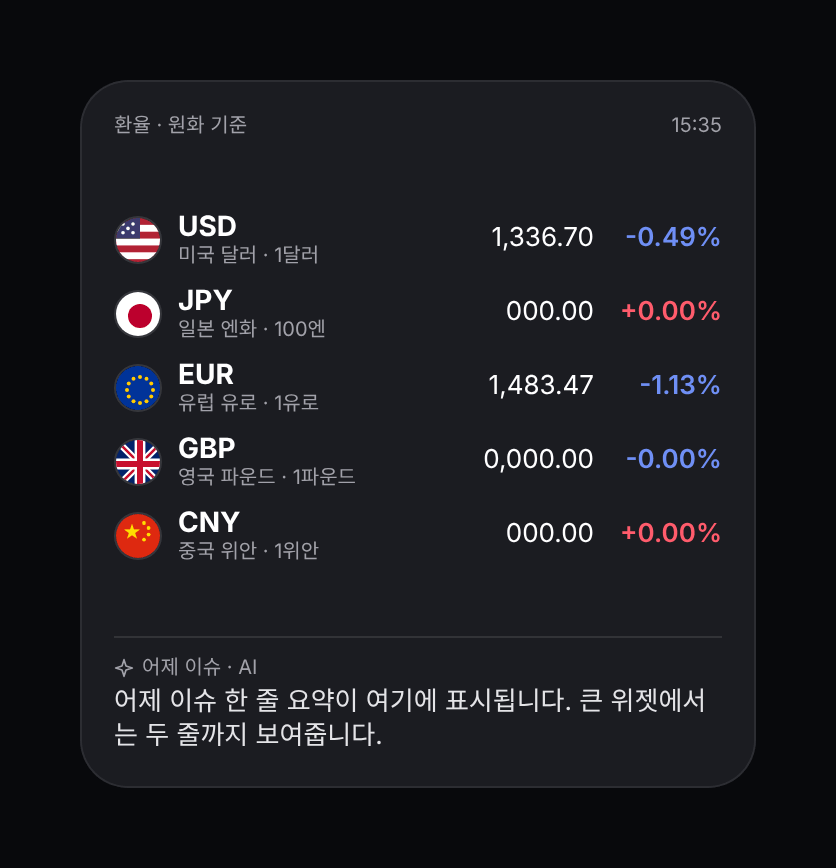 환율 · 원화 기준 15:35
USD 1,336.70 -0.49%
미국 달러 · 1달러
JPY 000.00 +0.00%
일본 엔화 · 100엔
EUR 1,483.47 -1.13%
유럽 유로 · 1유로
GBP 0,000.00 -0.00%
영국 파운드 · 1파운드
CNY 000.00 +0.00%
중국 위안 · 1위안
어제 이슈 · AI
어제 이슈 한 줄 요약이 여기에 표시됩니다. 큰 위젯에서
는 두 줄까지 보여줍니다.